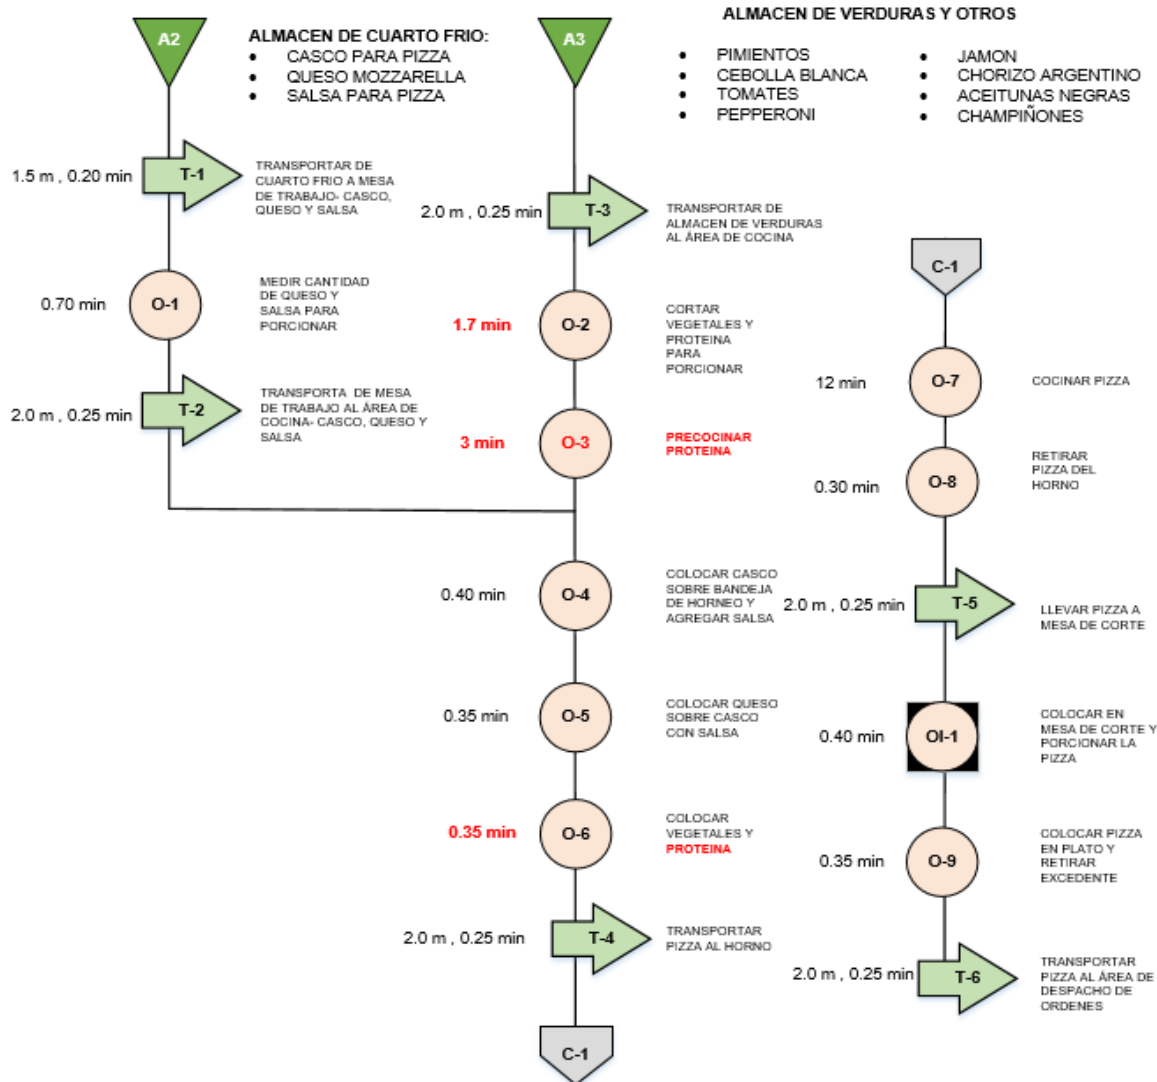 A2
ALMACEN DE CUARTO FRIO:
• CASCO PARA PIZZA
• QUESO MOZZARELLA
• SALSA PARA PIZZA
A3
ALMACEN DE VERDURAS Y OTROS
• PIMIENTOS
• CEBOLLA BLANCA
• TOMATES
• PEPPERONI
• JAMON
• CHORIZO ARGENTINO
• ACEITUNAS NEGRAS
• CHAMPIÑONES
1.5 m , 0.20 min
T-1
TRANSPORTAR DE
CUARTO FRIO A MESA
DE TRABAJO- CASCO,
QUESO Y SALSA
0.70 min
O-1
MEDIR CANTIDAD
DE QUESO Y
SALSA PARA
PORCIONAR
2.0 m , 0.25 min
T-2
TRANSPORTA DE MESA
DE TRABAJO AL ÁREA DE
COCINA- CASCO, QUESO Y
SALSA
2.0 m , 0.25 min
T-3
TRANSPORTAR DE
ALMACEN DE VERDURAS
AL ÁREA DE COCINA
1.7 min
O-2
CORTAR
VEGETALES Y
PROTEINA
PARA
PORCIONAR
3 min
O-3
PRECOCINAR
PROTEINA
0.40 min
O-4
COLOCAR CASCO
SOBRE BANDEJA
DE HORNEO Y
AGREGAR SALSA
0.35 min
O-5
COLOCAR QUESO
SOBRE CASCO
CON SALSA
0.35 min
O-6
COLOCAR
VEGETALES Y
PROTEINA
2.0 m , 0.25 min
T-4
TRANSPORTAR
PIZZA AL HORNO
C-1
C-1
12 min
O-7
COCINAR PIZZA
0.30 min
O-8
RETIRAR
PIZZA DEL
HORNO
2.0 m , 0.25 min
T-5
LLEVAR PIZZA A
MESA DE CORTE
0.40 min
OI-1
COLOCAR EN
MESA DE CORTE Y
PORCIONAR LA
PIZZA
0.35 min
O-9
COLOCAR PIZZA
EN PLATO Y
RETIRAR
EXCEDENTE
2.0 m , 0.25 min
T-6
TRANSPORTAR
PIZZA AL ÁREA DE
DESPACHO DE
ORDENES